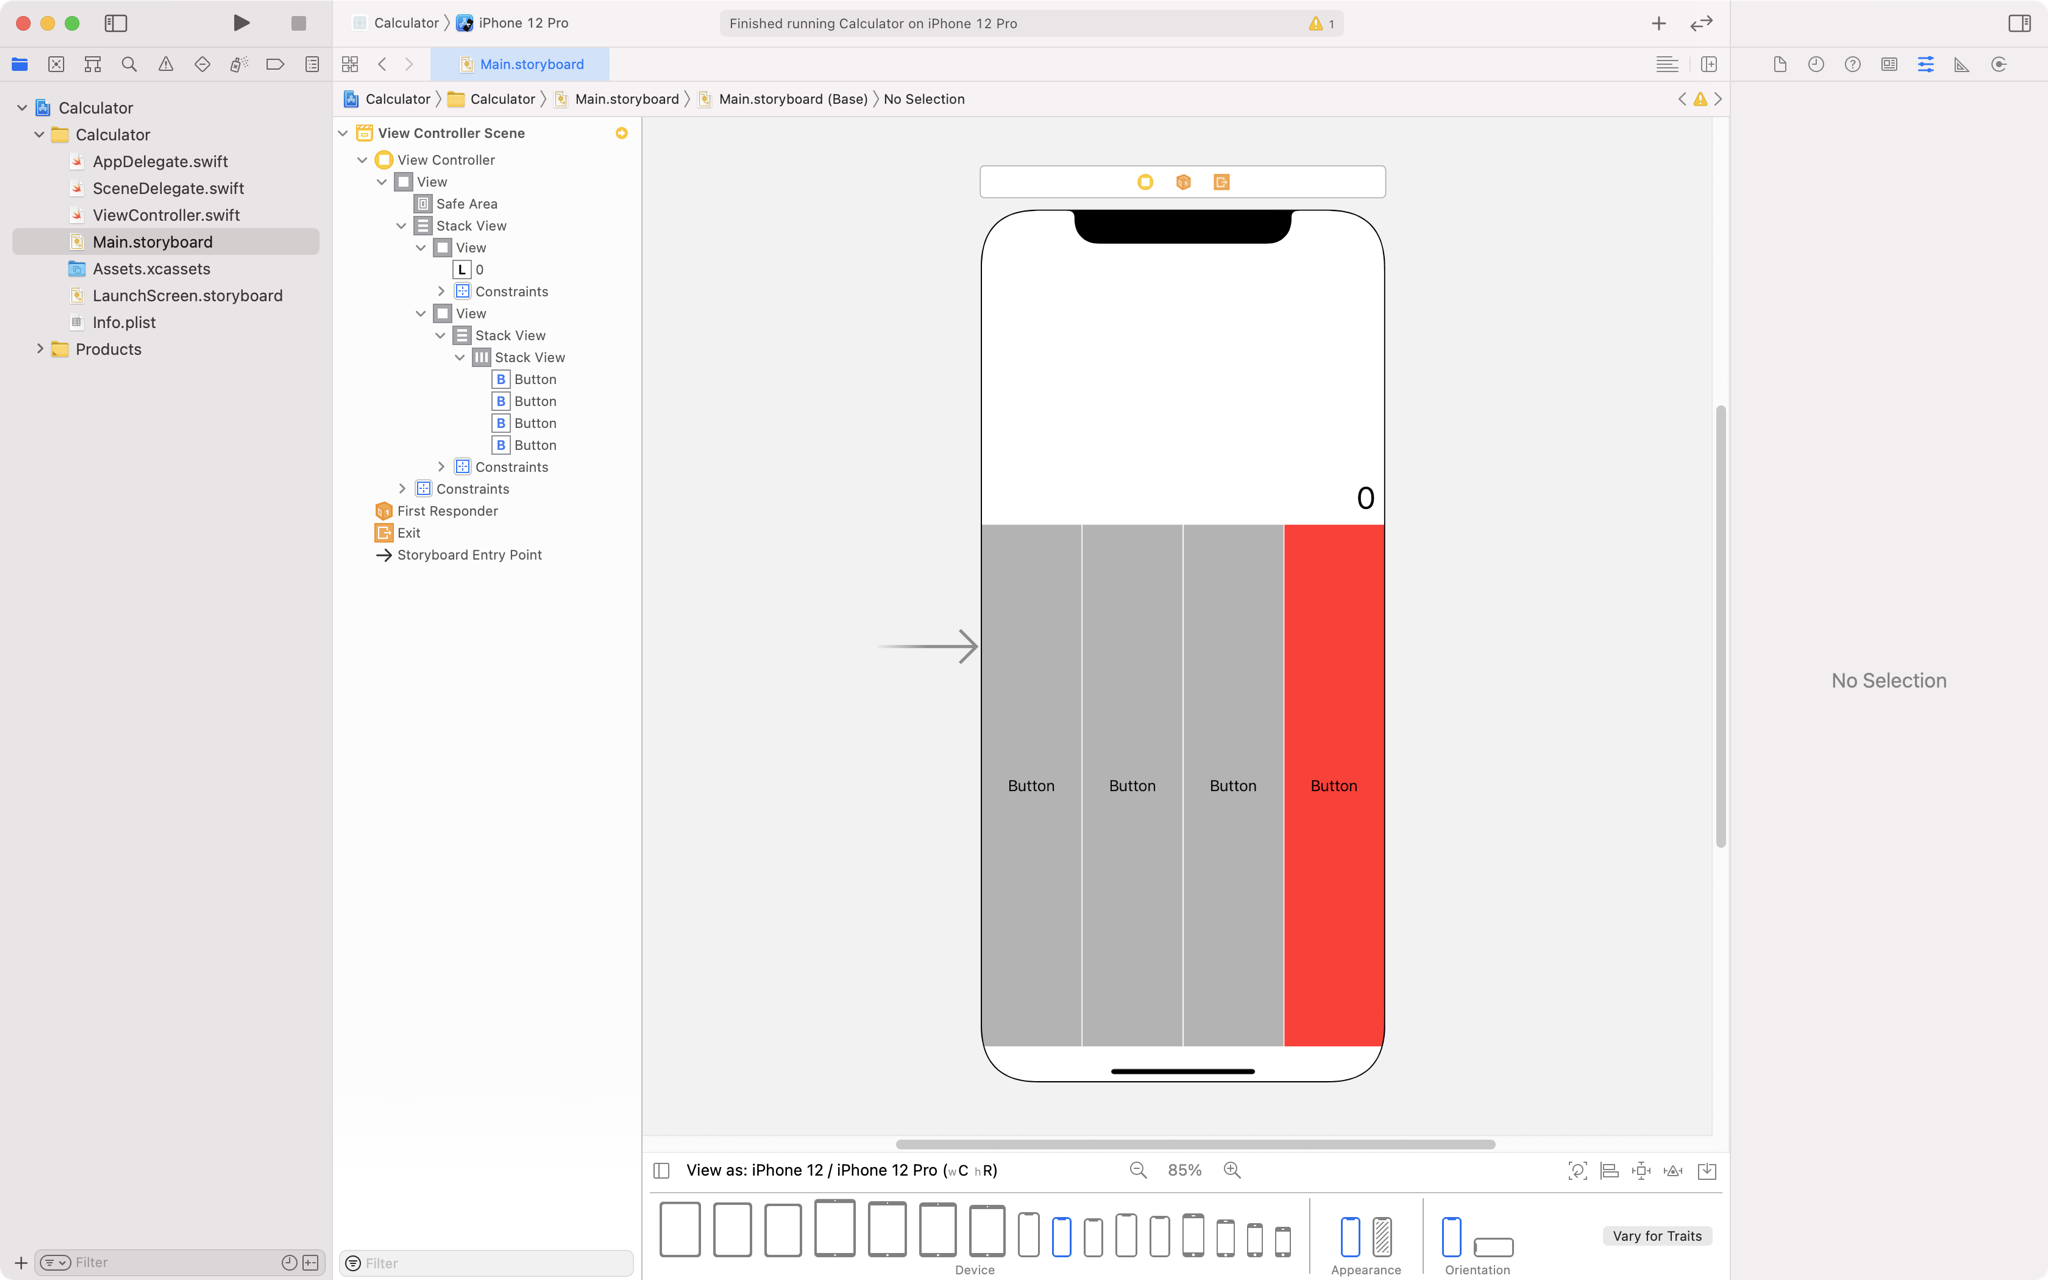 Calculator
iPhone 12 Pro
Finished running Calculator on iPhone 12 Pro
1
Main.storyboard
Calculator
Calculator
Main.storyboard
Main.storyboard (Base)
No Selection
Calculator
Calculator
AppDelegate.swift
SceneDelegate.swift
ViewController.swift
Main.storyboard
Assets.xcassets
LaunchScreen.storyboard
Info.plist
Products
Filter
View Controller Scene
View Controller
View
Safe Area
Stack View
View
L 0
Constraints
View
Stack View
Stack View
B Button
B Button
B Button
B Button
Constraints
Constraints
First Responder
Exit
Storyboard Entry Point
Filter
0
Button
Button
Button
Button
View as: iPhone 12 / iPhone 12 Pro (wC hR)
85%
Device
Appearance
Orientation
Vary for Traits
No Selection